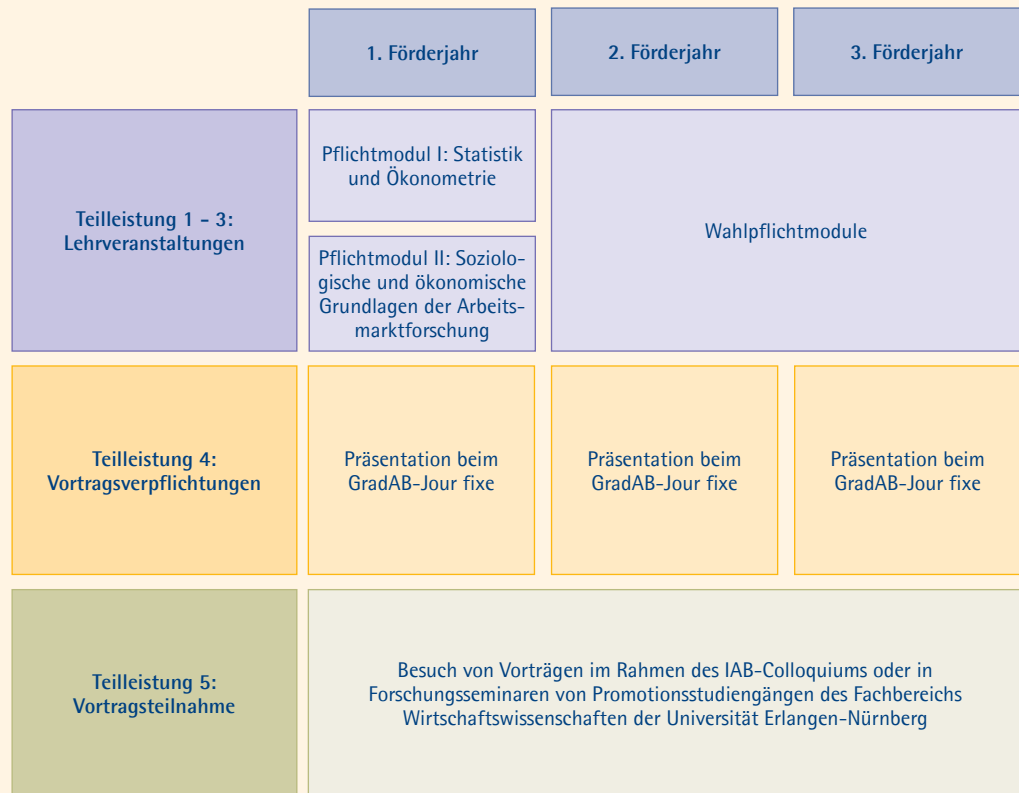 1. Förderjahr
2. Förderjahr
3. Förderjahr
Teilleistung 1 - 3:
Lehrveranstaltungen
Pflichtmodul I: Statistik
und Ökonometrie
Pflichtmodul II: Soziolo-
gische und ökonomische
Grundlagen der Arbeits-
marktforschung
Wahlpflichtmodule
Teilleistung 4:
Vortragsverpflichtungen
Präsentation beim
GradAB-Jour fixe
Präsentation beim
GradAB-Jour fixe
Präsentation beim
GradAB-Jour fixe
Teilleistung 5:
Vortragsteilnahme
Besuch von Vorträgen im Rahmen des IAB-Colloquiums oder in
Forschungsseminaren von Promotionsstudiengängen des Fachbereichs
Wirtschaftswissenschaften der Universität Erlangen-Nürnberg